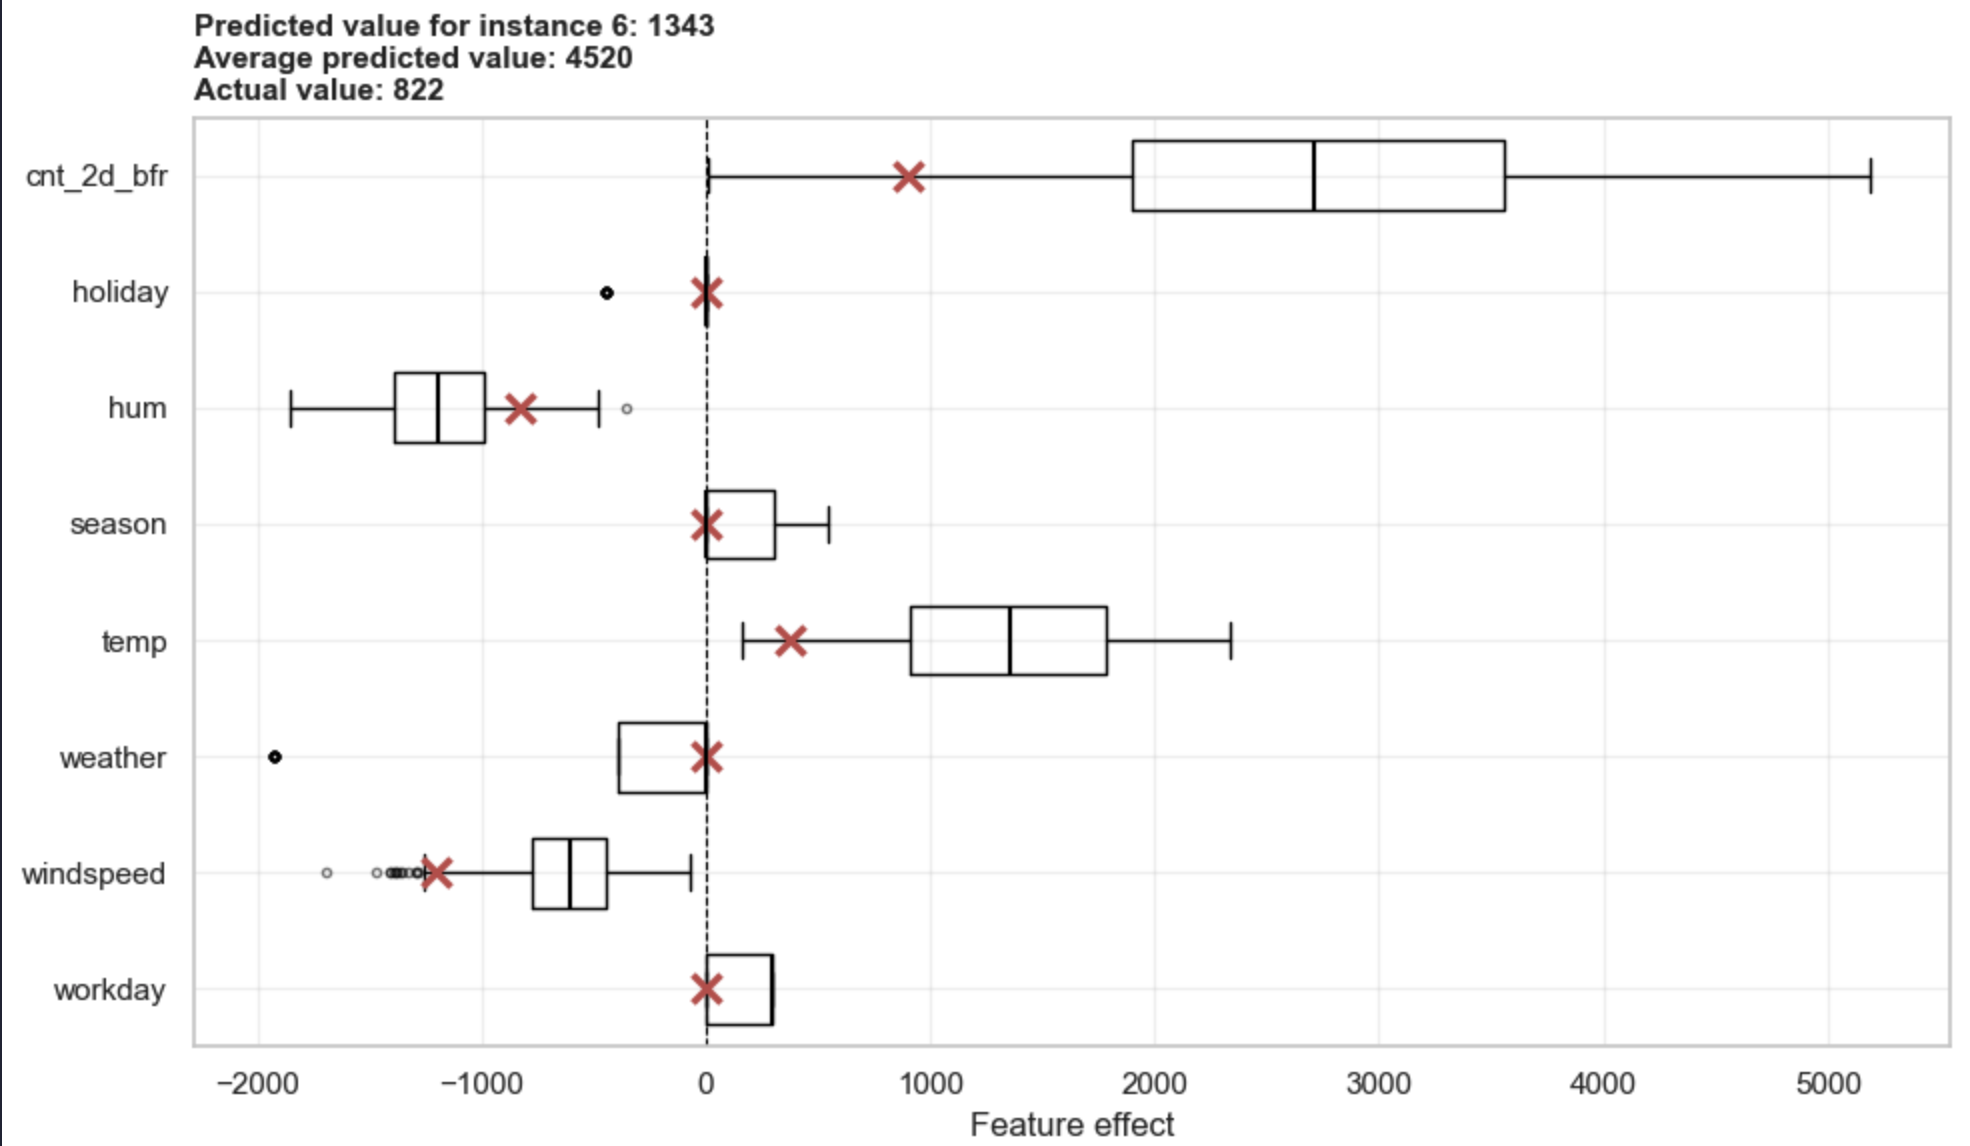 Predicted value for instance 6: 1343
Average predicted value: 4520
Actual value: 822
cnt_2d_bfr
holiday
hum
season
temp
weather
windspeed
workday
−2000 −1000 0 1000 2000 3000 4000 5000
Feature effect